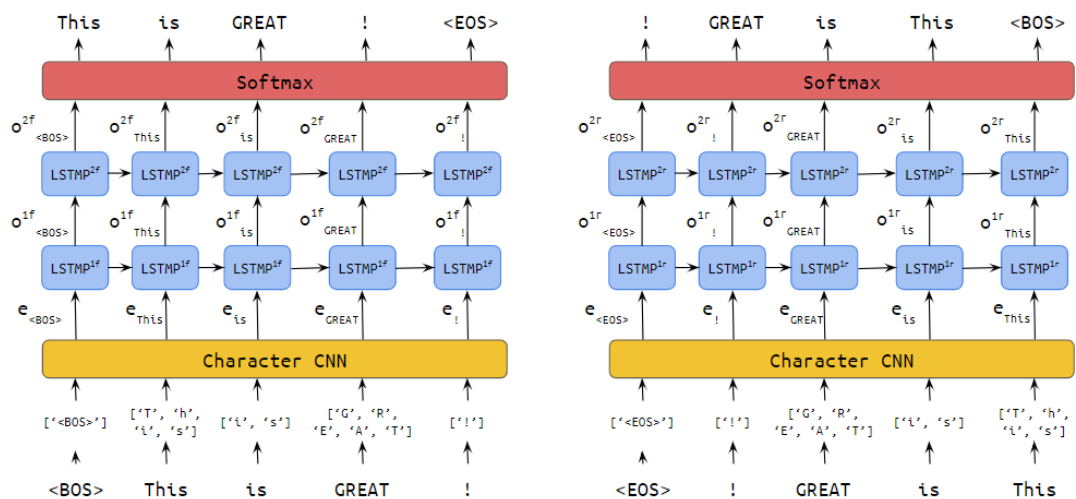 This is GREAT ! <EOS>
Softmax
o²ᶠ<BOS> o²ᶠThis o²ᶠis o²ᶠGREAT o²ᶠ!
LSTMP²ᶠ LSTMP²ᶠ LSTMP²ᶠ LSTMP²ᶠ LSTMP²ᶠ
o¹ᶠ<BOS> o¹ᶠThis o¹ᶠis o¹ᶠGREAT o¹ᶠ!
LSTMP¹ᶠ LSTMP¹ᶠ LSTMP¹ᶠ LSTMP¹ᶠ LSTMP¹ᶠ
e<BOS> eThis eis eGREAT e!
Character CNN
[‘<BOS>’] [‘T’, ‘h’, ‘i’, ‘s’] [‘i’, ‘s’] [‘G’, ‘R’, ‘E’, ‘A’, ‘T’] [‘!’]
<BOS> This is GREAT !
! GREAT is This <BOS>
Softmax
o²ʳ<EOS> o²ʳ! o²ʳGREAT o²ʳis o²ʳThis
LSTMP²ʳ LSTMP²ʳ LSTMP²ʳ LSTMP²ʳ LSTMP²ʳ
o¹ʳ<EOS> o¹ʳ! o¹ʳGREAT o¹ʳis o¹ʳThis
LSTMP¹ʳ LSTMP¹ʳ LSTMP¹ʳ LSTMP¹ʳ LSTMP¹ʳ
e<EOS> e! eGREAT eis eThis
Character CNN
[‘<EOS>’] [‘!’] [‘G’, ‘R’, ‘E’, ‘A’, ‘T’] [‘i’, ‘s’] [‘T’, ‘h’, ‘i’, ‘s’]
<EOS> ! GREAT is This